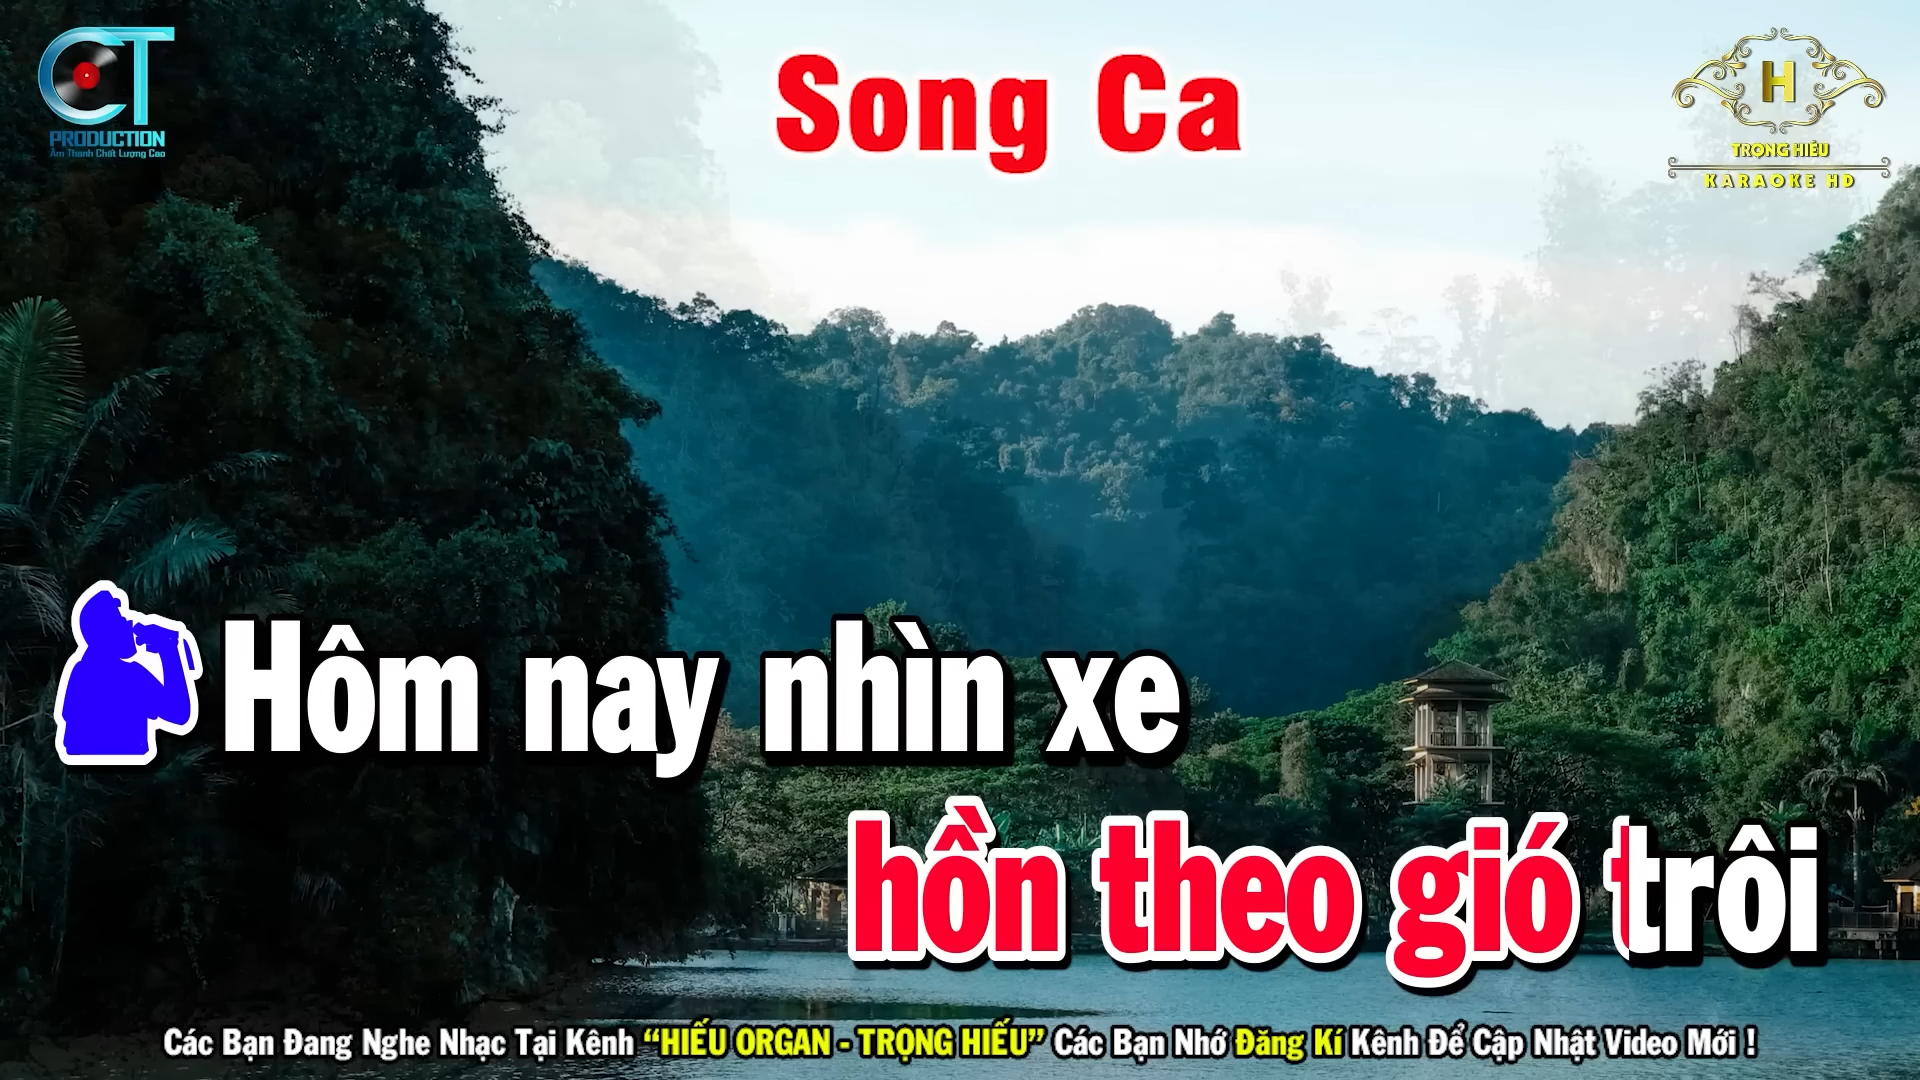 CT
PRODUCTION
Âm Thanh Chất Lượng Cao
Song Ca
H
TRỌNG HIẾU
KARAOKE HD
Hôm nay nhìn xe
hồn theo gió trôi
Các Bạn Đang Nghe Nhạc Tại Kênh “HIẾU ORGAN - TRỌNG HIẾU” Các Bạn Nhớ Đăng Kí Kênh Để Cập Nhật Video Mới !